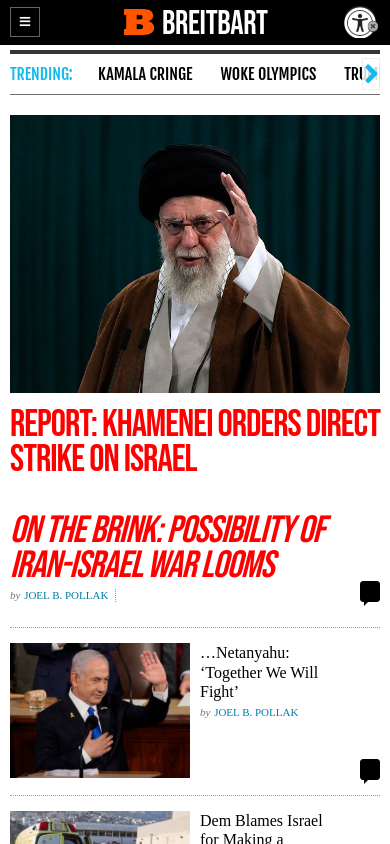 BREITBART
TRENDING: KAMALA CRINGE WOKE OLYMPICS
REPORT: KHAMENEI ORDERS DIRECT
STRIKE ON ISRAEL
ON THE BRINK: POSSIBILITY OF
IRAN-ISRAEL WAR LOOMS
by JOEL B. POLLAK
…Netanyahu:
‘Together We Will
Fight’
by JOEL B. POLLAK
Dem Blames Israel
for Making a